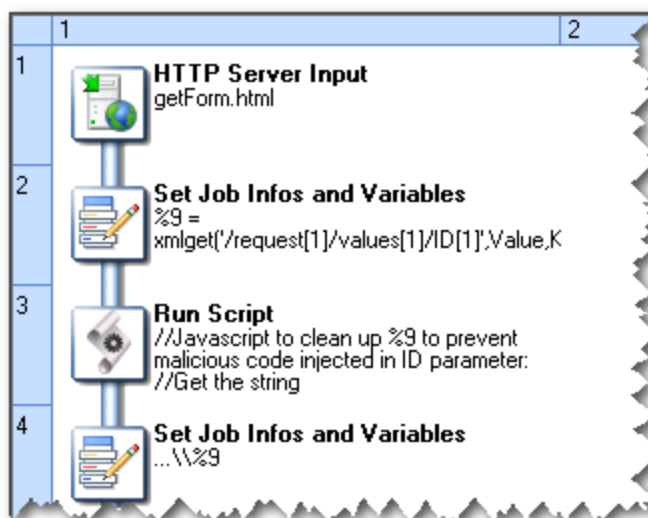 1
2
1
HTTP Server Input
getForm.html
2
Set Job Infos and Variables
%9 =
xmlget('/request[1]/values[1]/ID[1]',Value,K
3
Run Script
//Javascript to clean up %9 to prevent
malicious code injected in ID parameter:
//Get the string
4
Set Job Infos and Variables
...\\%9